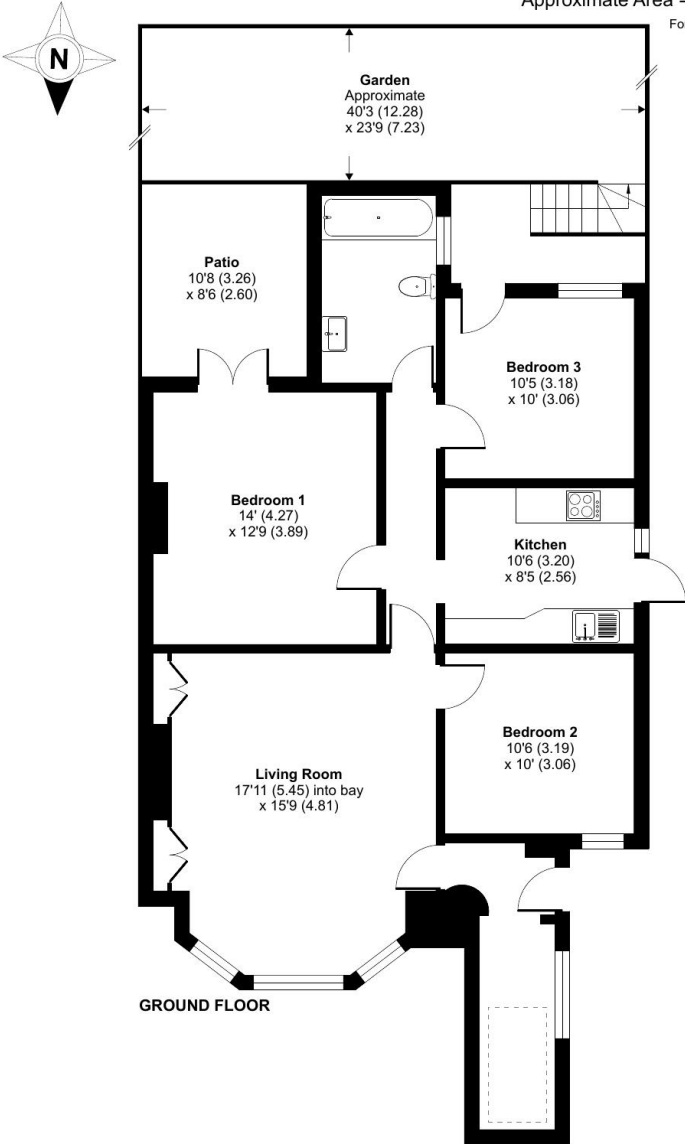 Approximate Area -
Fo
N
Garden
Approximate
40'3 (12.28)
x 23'9 (7.23)
Patio
10'8 (3.26)
x 8'6 (2.60)
Bedroom 3
10'5 (3.18)
x 10' (3.06)
Bedroom 1
14' (4.27)
x 12'9 (3.89)
Kitchen
10'6 (3.20)
x 8'5 (2.56)
Bedroom 2
10'6 (3.19)
x 10' (3.06)
Living Room
17'11 (5.45) into bay
x 15'9 (4.81)
GROUND FLOOR